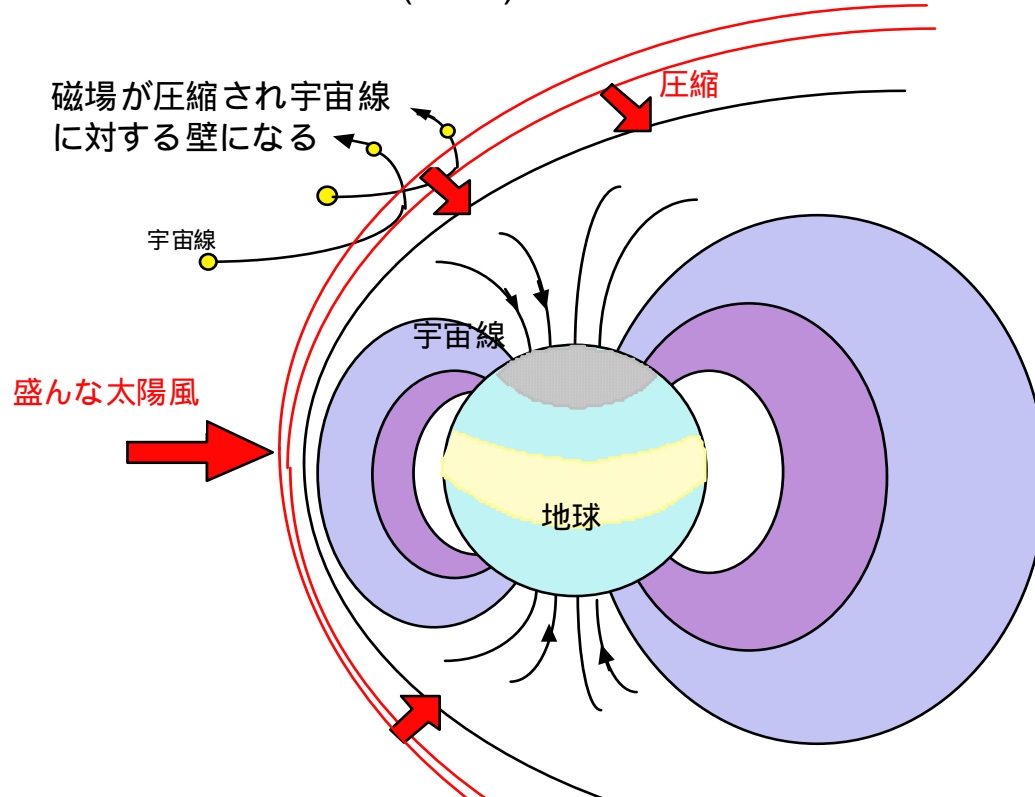 磁場が圧縮され宇宙線
に対する壁になる
圧縮
宇宙線
宇宙線
盛んな太陽風
地球